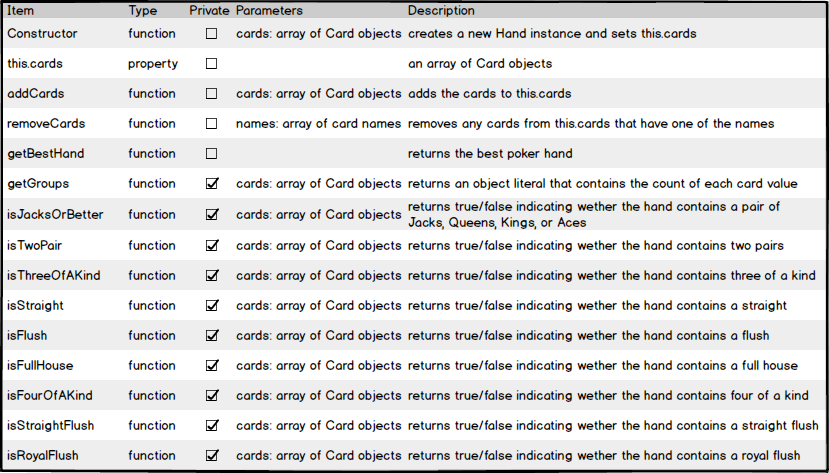 Item Type Private Parameters Description
Constructor function cards: array of Card objects creates a new Hand instance and sets this.cards
this.cards property an array of Card objects
addCards function cards: array of Card objects adds the cards to this.cards
removeCards function names: array of card names removes any cards from this.cards that have one of the names
getBestHand function returns the best poker hand
getGroups function cards: array of Card objects returns an object literal that contains the count of each card value
isJacksOrBetter function cards: array of Card objects returns true/false indicating wether the hand contains a pair of
Jacks, Queens, Kings, or Aces
isTwoPair function cards: array of Card objects returns true/false indicating wether the hand contains two pairs
isThreeOfAKind function cards: array of Card objects returns true/false indicating wether the hand contains three of a kind
isStraight function cards: array of Card objects returns true/false indicating wether the hand contains a straight
isFlush function cards: array of Card objects returns true/false indicating wether the hand contains a flush
isFullHouse function cards: array of Card objects returns true/false indicating wether the hand contains a full house
isFourOfAKind function cards: array of Card objects returns true/false indicating wether the hand contains four of a kind
isStraightFlush function cards: array of Card objects returns true/false indicating wether the hand contains a straight flush
isRoyalFlush function cards: array of Card objects returns true/false indicating wether the hand contains a royal flush